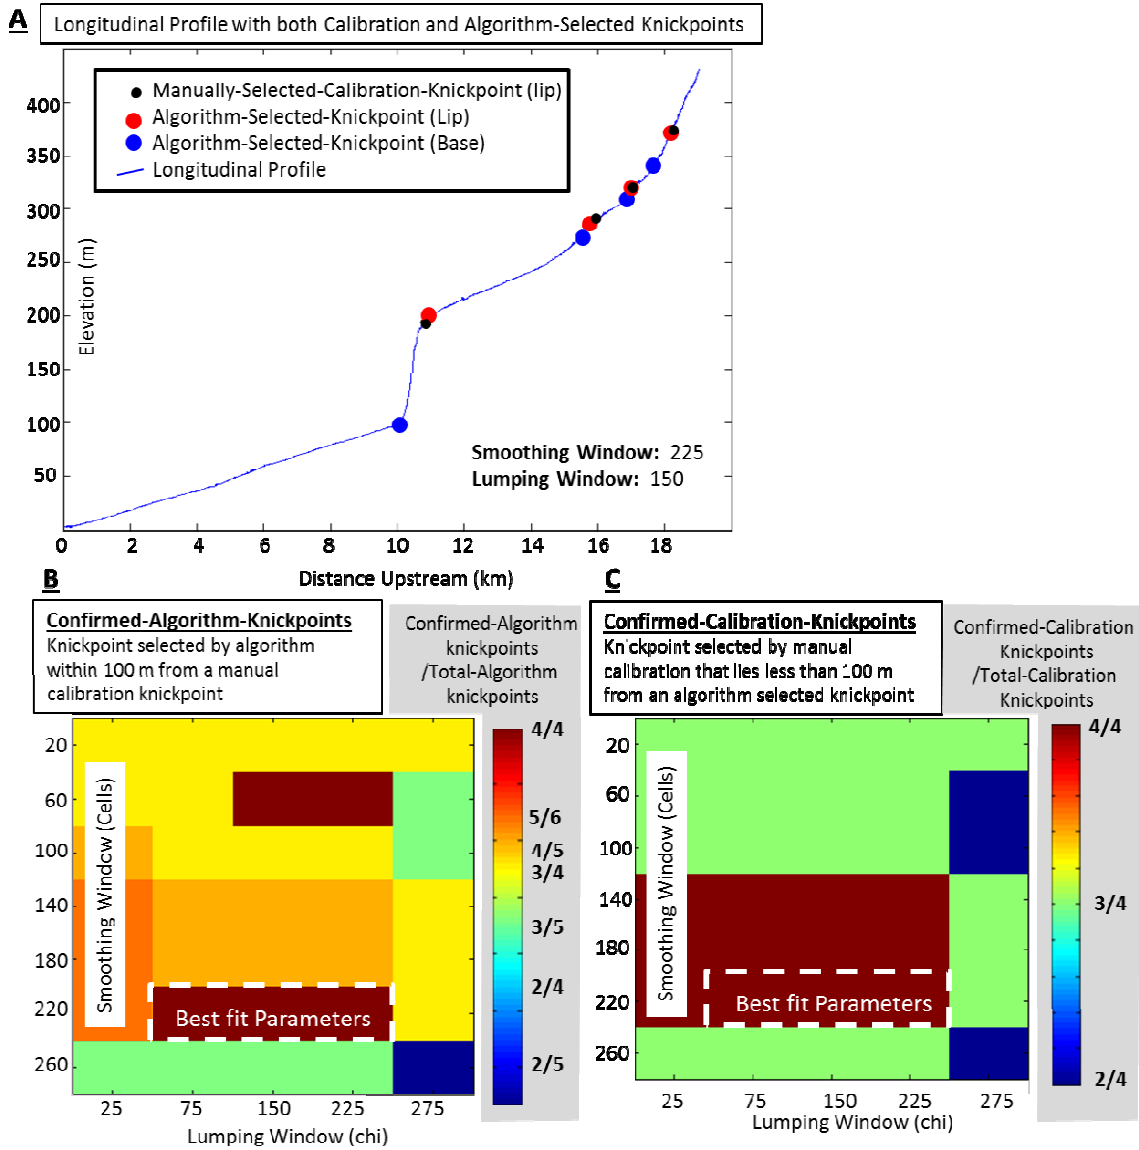 A
Longitudinal Profile with both Calibration and Algorithm-Selected Knickpoints
Manually-Selected-Calibration-Knickpoint (lip)
Algorithm-Selected-Knickpoint (Lip)
Algorithm-Selected-Knickpoint (Base)
Longitudinal Profile
400
350
300
250
200
150
100
50
Elevation (m)
Smoothing Window: 225
Lumping Window: 150
0 2 4 6 8 10 12 14 16 18
Distance Upstream (km)
B
Confirmed-Algorithm-Knickpoints
Knickpoint selected by algorithm
within 100 m from a manual
calibration knickpoint
Confirmed-Algorithm
knickpoints
/Total-Algorithm
knickpoints
4/4
5/6
4/5
3/4
3/5
2/4
2/5
20
60
100
140
180
220
260
Smoothing Window (Cells)
Best fit Parameters
25 75 150 225 275
Lumping Window (chi)
C
Confirmed-Calibration-Knickpoints
Knickpoint selected by manual
calibration that lies less than 100 m
from an algorithm selected knickpoint
Confirmed-Calibration
Knickpoints
/Total-Calibration
Knickpoints
4/4
3/4
2/4
20
60
100
140
180
220
260
Smoothing Window (Cells)
Best fit Parameters
25 75 150 225 275
Lumping Window (chi)